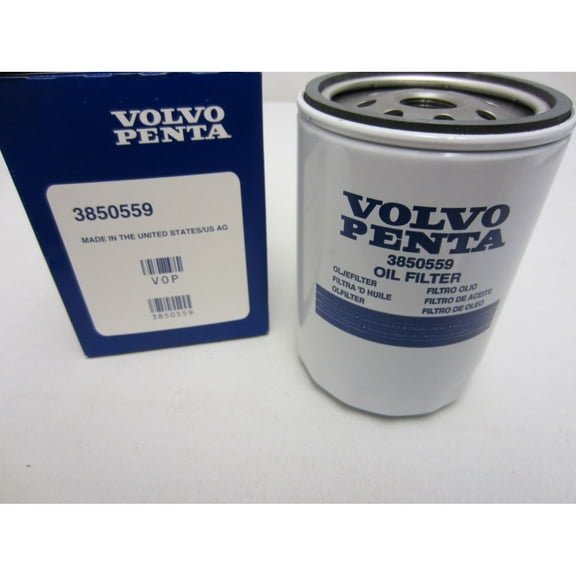 VOLVO
PENTA
3850559
MADE IN THE UNITED STATES/US AG
VOP
3850559
VOLVO
PENTA
3850559
OIL FILTER
OLJEFILTER
FILTRA 'D HUILE
OLFILTER
FILTRO OLIO
FILTRO DE ACEITE
FILTRO DE OLEO